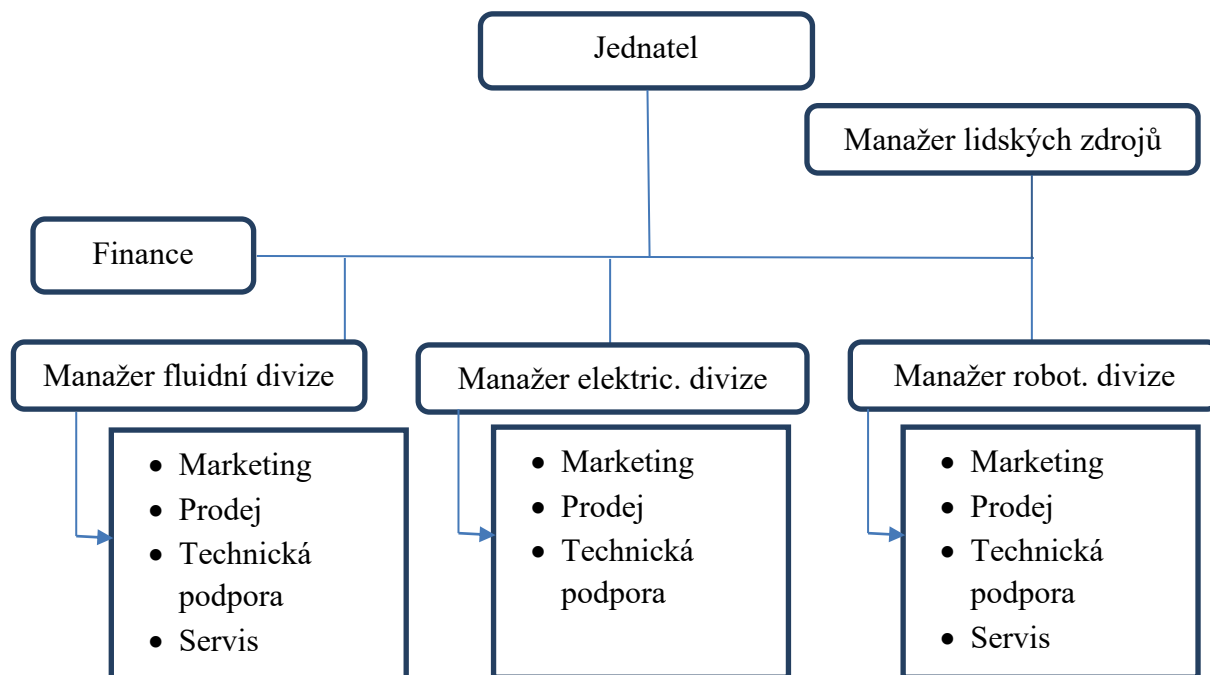 Jednatel
Manažer lidských zdrojů
Finance
Manažer fluidní divize
Manažer elektric. divize
Manažer robot. divize
• Marketing
• Prodej
• Technická
podpora
• Servis
• Marketing
• Prodej
• Technická
podpora
• Marketing
• Prodej
• Technická
podpora
• Servis